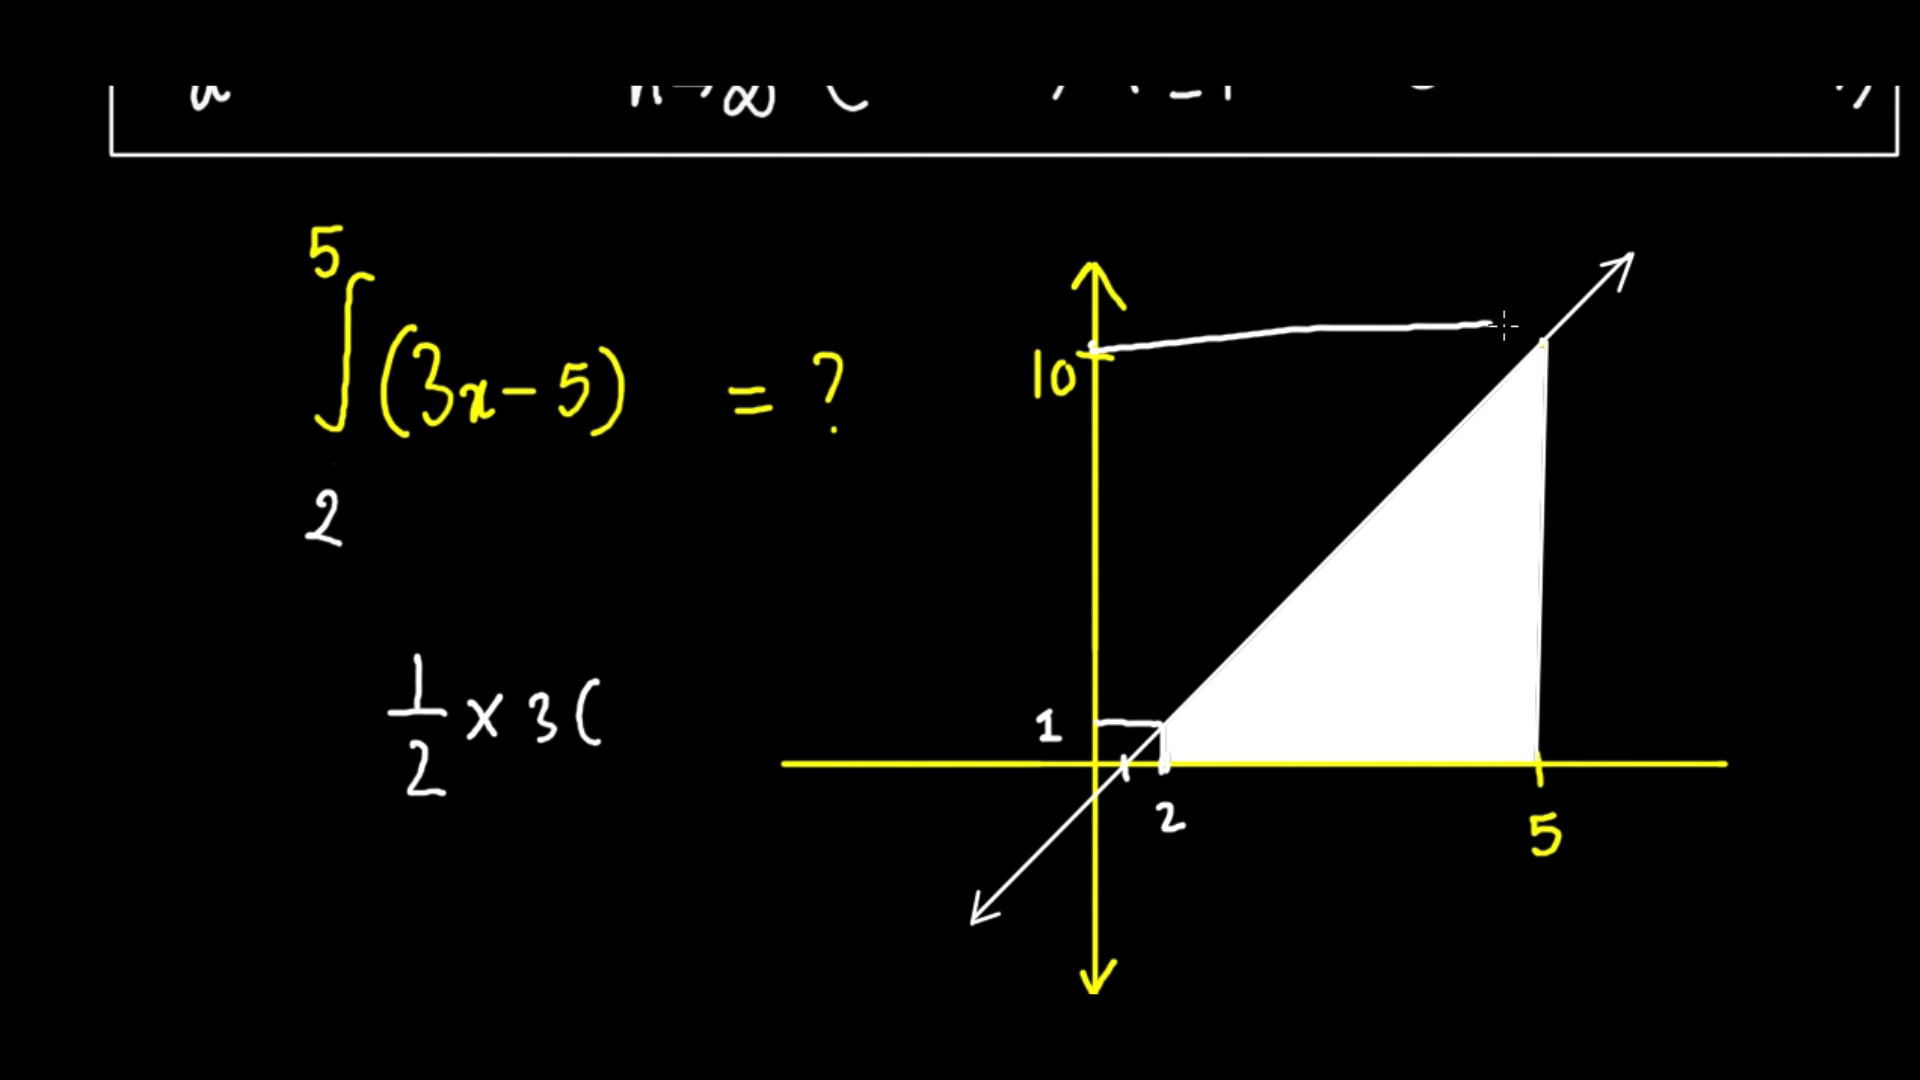 n→∞
5
∫(3x-5) = ?
2
1/2 × 3(
10
1
2
5